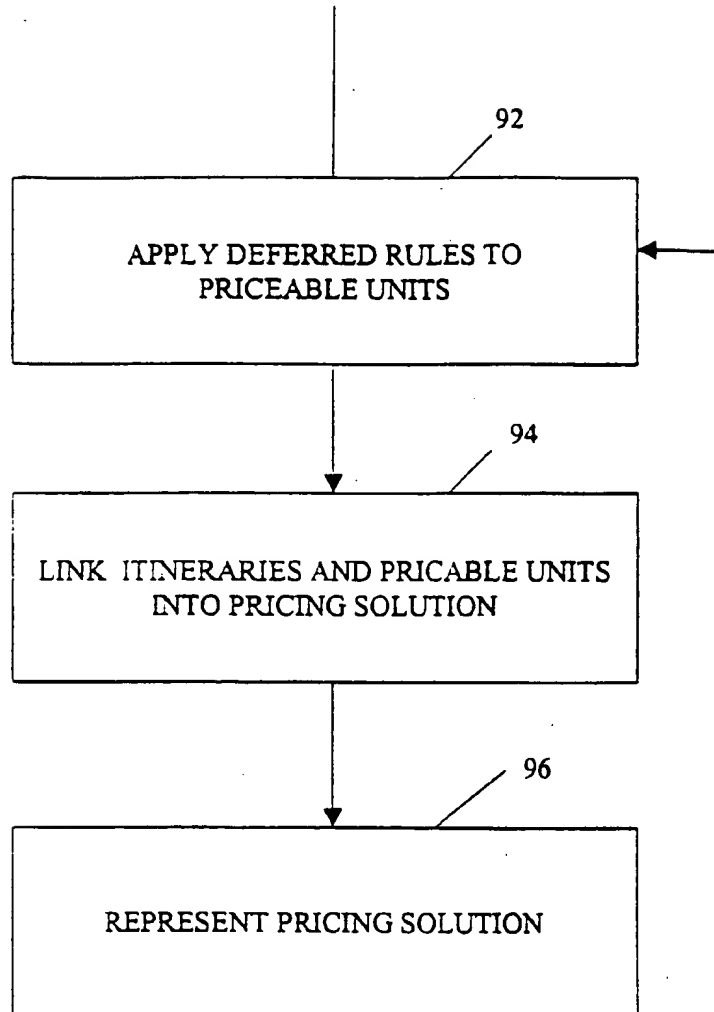 92
APPLY DEFERRED RULES TO
PRICEABLE UNITS
94
LINK ITINERARIES AND PRICABLE UNITS
INTO PRICING SOLUTION
96
REPRESENT PRICING SOLUTION